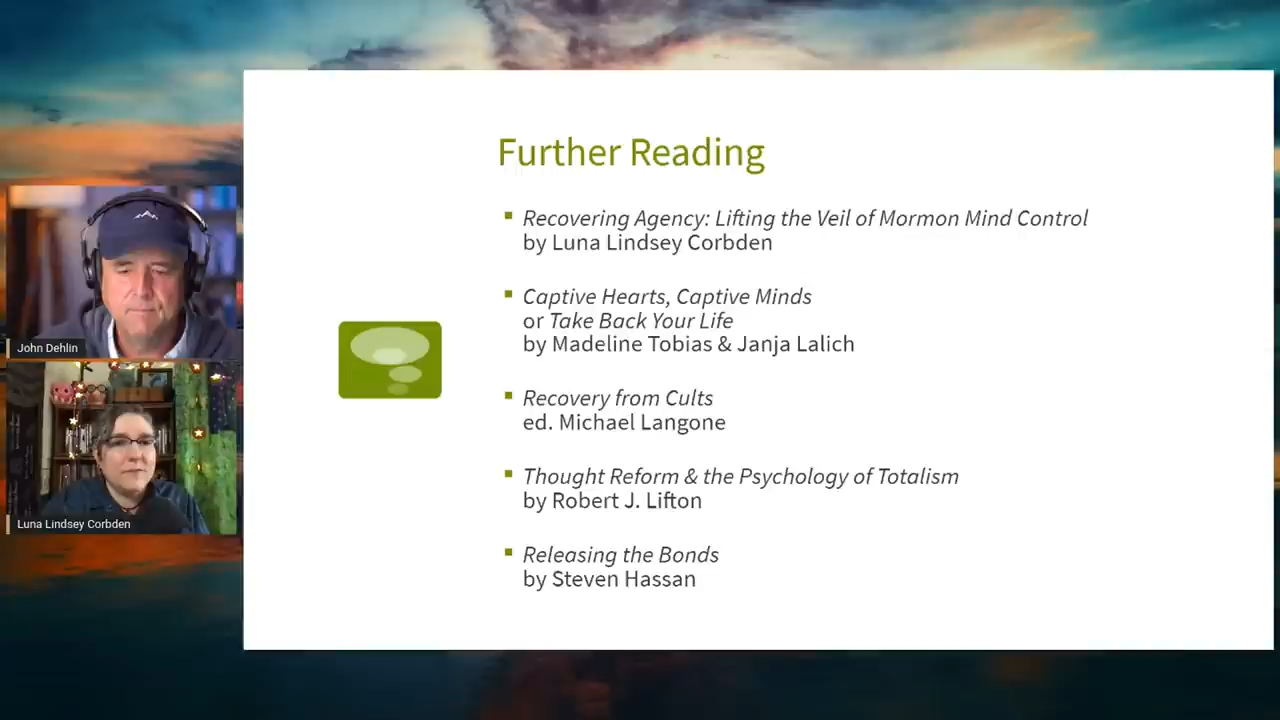 Further Reading
▪ Recovering Agency: Lifting the Veil of Mormon Mind Control
by Luna Lindsey Corbden
▪ Captive Hearts, Captive Minds
or Take Back Your Life
by Madeline Tobias & Janja Lalich
▪ Recovery from Cults
ed. Michael Langone
▪ Thought Reform & the Psychology of Totalism
by Robert J. Lifton
▪ Releasing the Bonds
by Steven Hassan
John Dehlin
Luna Lindsey Corbden